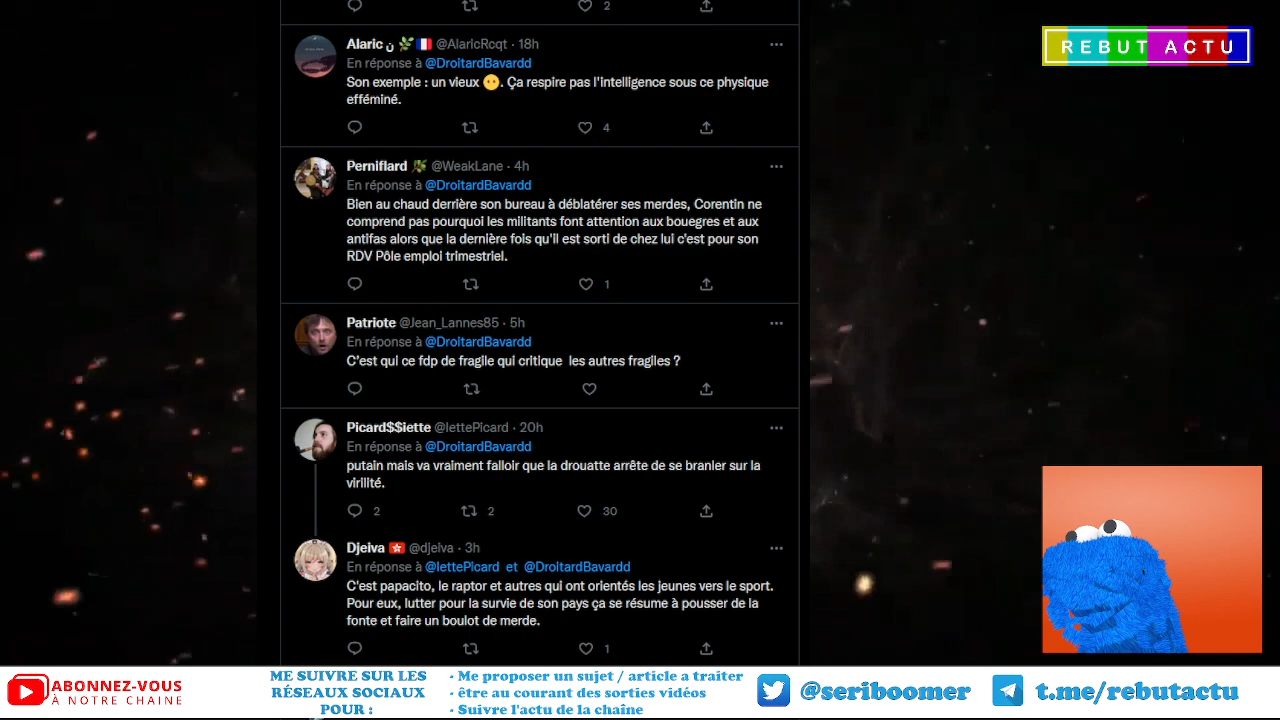 2
REBUT ACTU
Alaric ن 🌿🇫🇷 @AlaricRcqt · 18h
En réponse à @DroitardBavardd
Son exemple : un vieux 😶. Ça respire pas l'intelligence sous ce physique
efféminé.
4
Perniflard 🌿 @WeakLane · 4h
En réponse à @DroitardBavardd
Bien au chaud derrière son bureau à déblatérer ses merdes, Corentin ne
comprend pas pourquoi les militants font attention aux bouegres et aux
antifas alors que la dernière fois qu'il est sorti de chez lui c'est pour son
RDV Pôle emploi trimestriel.
1
Patriote @Jean_Lannes85 · 5h
En réponse à @DroitardBavardd
C'est qui ce fdp de fragile qui critique les autres fragiles ?
Picard$$iette @lettePicard · 20h
En réponse à @DroitardBavardd
putain mais va vraiment falloir que la drouatte arrête de se branler sur la
virilité.
2 2 30
Djeiva 🇭🇰 @djeiva · 3h
En réponse à @lettePicard et @DroitardBavardd
C'est papacito, le raptor et autres qui ont orientés les jeunes vers le sport.
Pour eux, lutter pour la survie de son pays ça se résume à pousser de la
fonte et faire un boulot de merde.
1
ABONNEZ-VOUS
À NOTRE CHAINE
ME SUIVRE SUR LES
RÉSEAUX SOCIAUX
POUR :
- Me proposer un sujet / article a traiter
- être au courant des sorties vidéos
- Suivre l'actu de la chaîne
@seriboomer
t.me/rebutactu